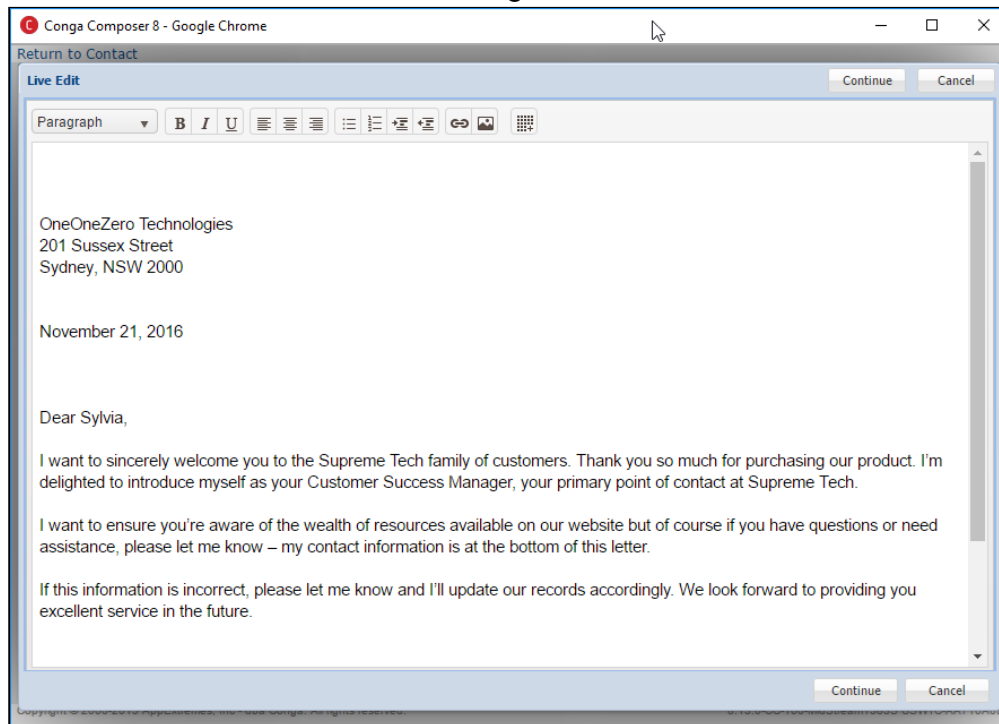 Conga Composer 8 - Google Chrome
Return to Contact
Live Edit
Continue
Cancel
Paragraph
B I U
OneOneZero Technologies
201 Sussex Street
Sydney, NSW 2000
November 21, 2016
Dear Sylvia,
I want to sincerely welcome you to the Supreme Tech family of customers. Thank you so much for purchasing our product. I’m
delighted to introduce myself as your Customer Success Manager, your primary point of contact at Supreme Tech.
I want to ensure you’re aware of the wealth of resources available on our website but of course if you have questions or need
assistance, please let me know – my contact information is at the bottom of this letter.
If this information is incorrect, please let me know and I’ll update our records accordingly. We look forward to providing you
excellent service in the future.
Continue
Cancel